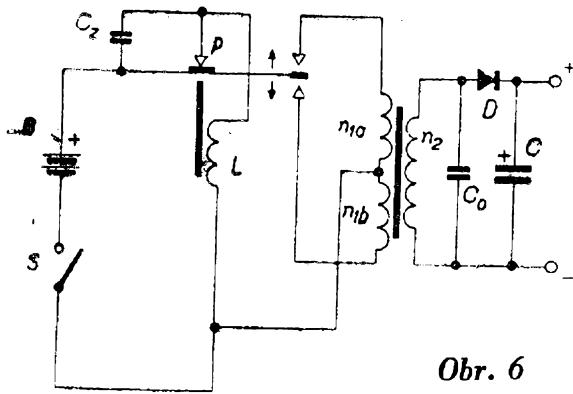 C₂
p
B
+
S
L
n₁ₐ
n₁b
n₂
C₀
D
+
C
+
−
Obr. 6